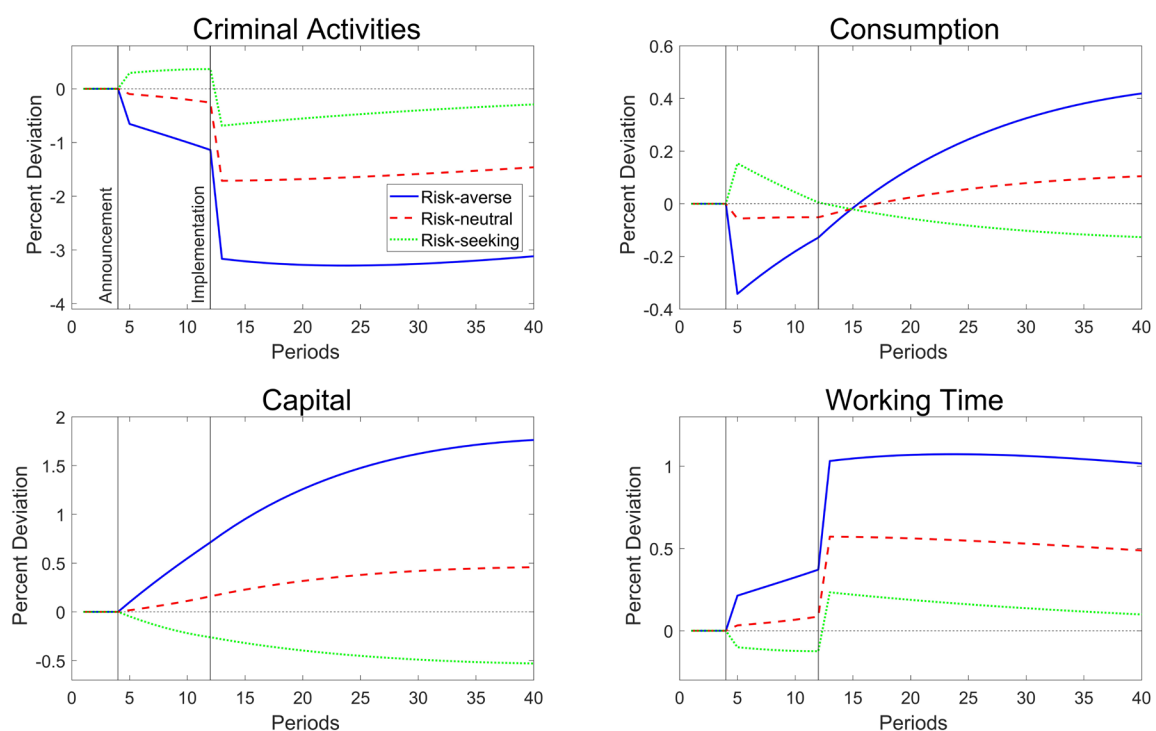 Criminal Activities
Percent Deviation
0
-1
-2
-3
-4
Announcement
Implementation
Risk-averse
Risk-neutral
Risk-seeking
0 5 10 15 20 25 30 35 40
Periods
Consumption
Percent Deviation
0.6
0.4
0.2
0
-0.2
-0.4
0 5 10 15 20 25 30 35 40
Periods
Capital
Percent Deviation
2
1.5
1
0.5
0
-0.5
0 5 10 15 20 25 30 35 40
Periods
Working Time
Percent Deviation
1
0.5
0
0 5 10 15 20 25 30 35 40
Periods